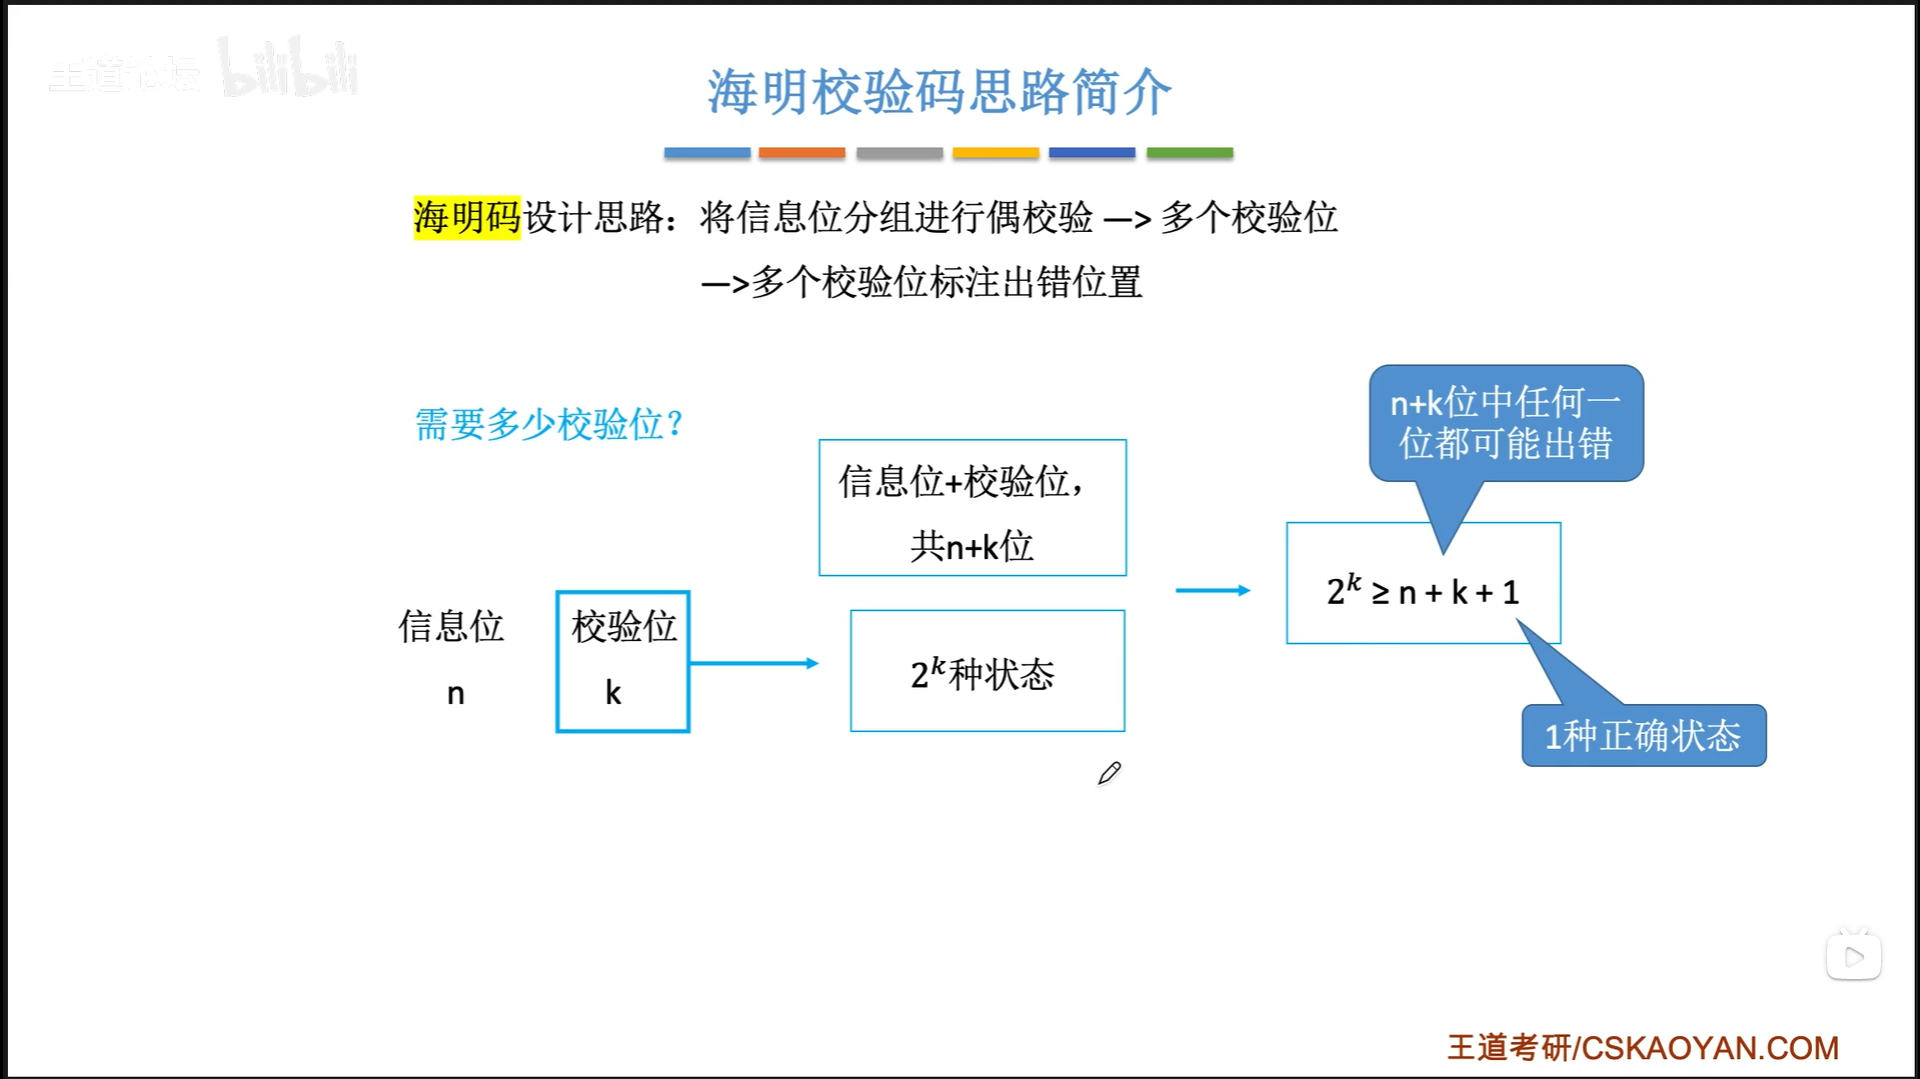 王道论坛 bilibili
海明校验码思路简介
海明码设计思路：将信息位分组进行偶校验 —> 多个校验位
—>多个校验位标注出错位置
需要多少校验位？
信息位
n
校验位
k
信息位+校验位，
共n+k位
2^k种状态
n+k位中任何一
位都可能出错
2^k ≥ n + k + 1
1种正确状态
王道考研/CSKAOYAN.COM